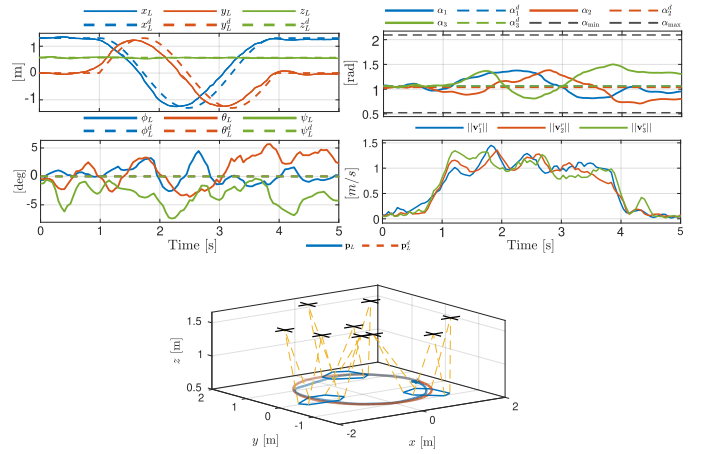 x_L y_L z_L
x_L^d y_L^d z_L^d
1
0
-1
[m]
ϕ_L θ_L ψ_L
ϕ_L^d θ_L^d ψ_L^d
5
0
-5
[deg]
0 1 2 3 4 5
Time [s]
α_1 α_1^d α_2 α_2^d
α_3 α_3^d α_min α_max
2
1.5
1
0.5
[rad]
||v_1^r|| ||v_2^r|| ||v_3^r||
1.5
1
0.5
0
[m/s]
0 1 2 3 4 5
Time [s]
p_L p_L^d
1.5
1
0.5
z [m]
2
1
0
-1
y [m]
-2
0
2
x [m]